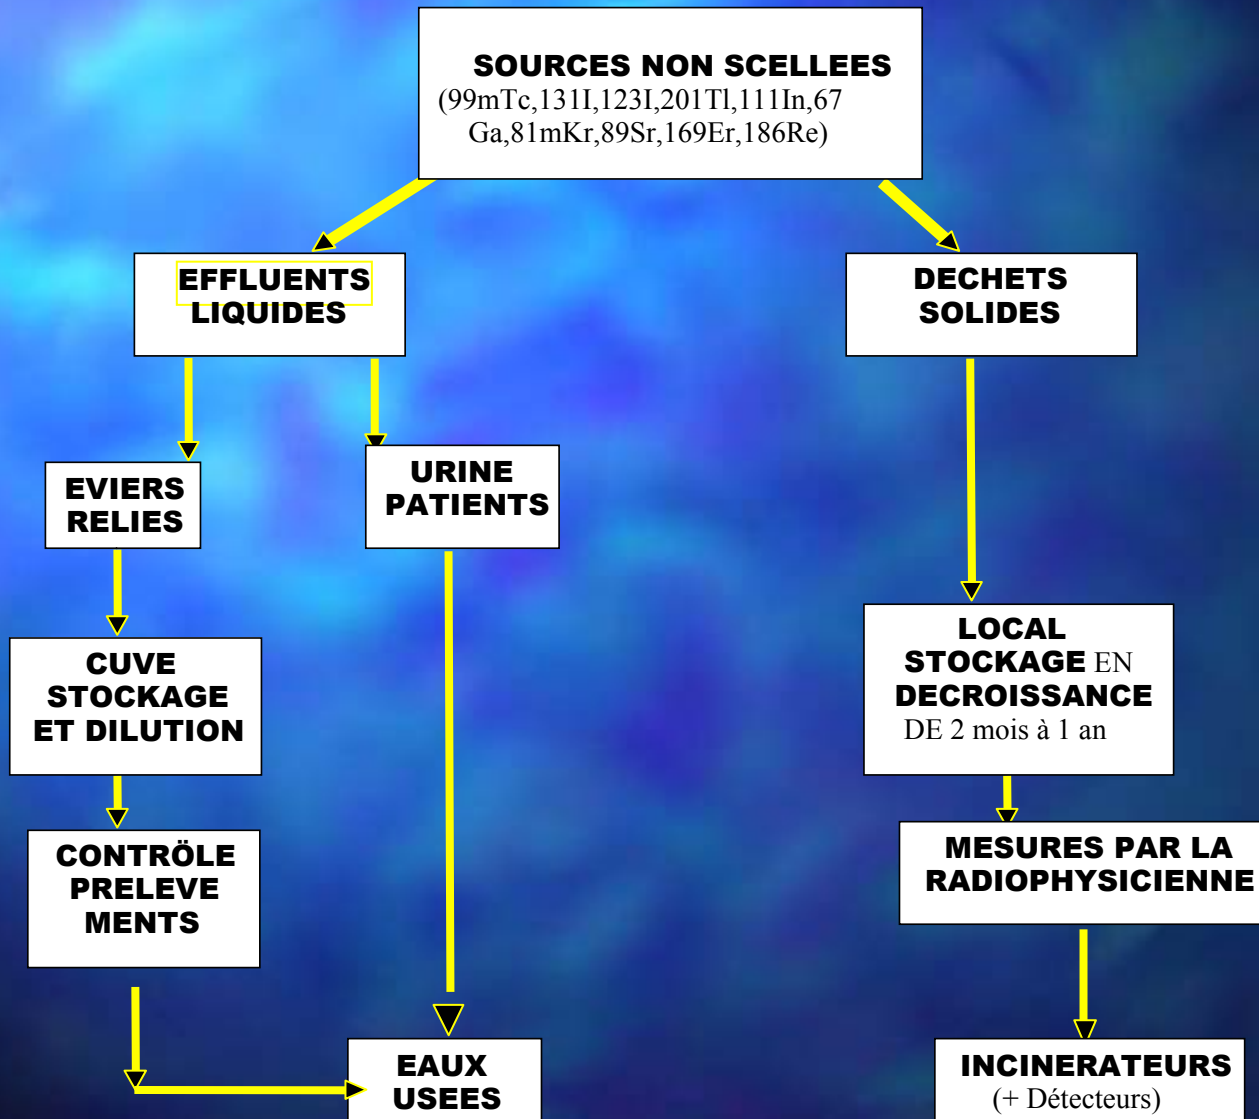 SOURCES NON SCELLEES
(99mTc,131I,123I,201Tl,111In,67
Ga,81mKr,89Sr,169Er,186Re)
EFFLUENTS
LIQUIDES
DECHETS
SOLIDES
EVIERS
RELIES
URINE
PATIENTS
CUVE
STOCKAGE
ET DILUTION
LOCAL
STOCKAGE EN
DECROISSANCE
DE 2 mois à 1 an
CONTRÖLE
PRELEVE
MENTS
MESURES PAR LA
RADIOPHYSICIENNE
EAUX
USEES
INCINERATEURS
(+ Détecteurs)